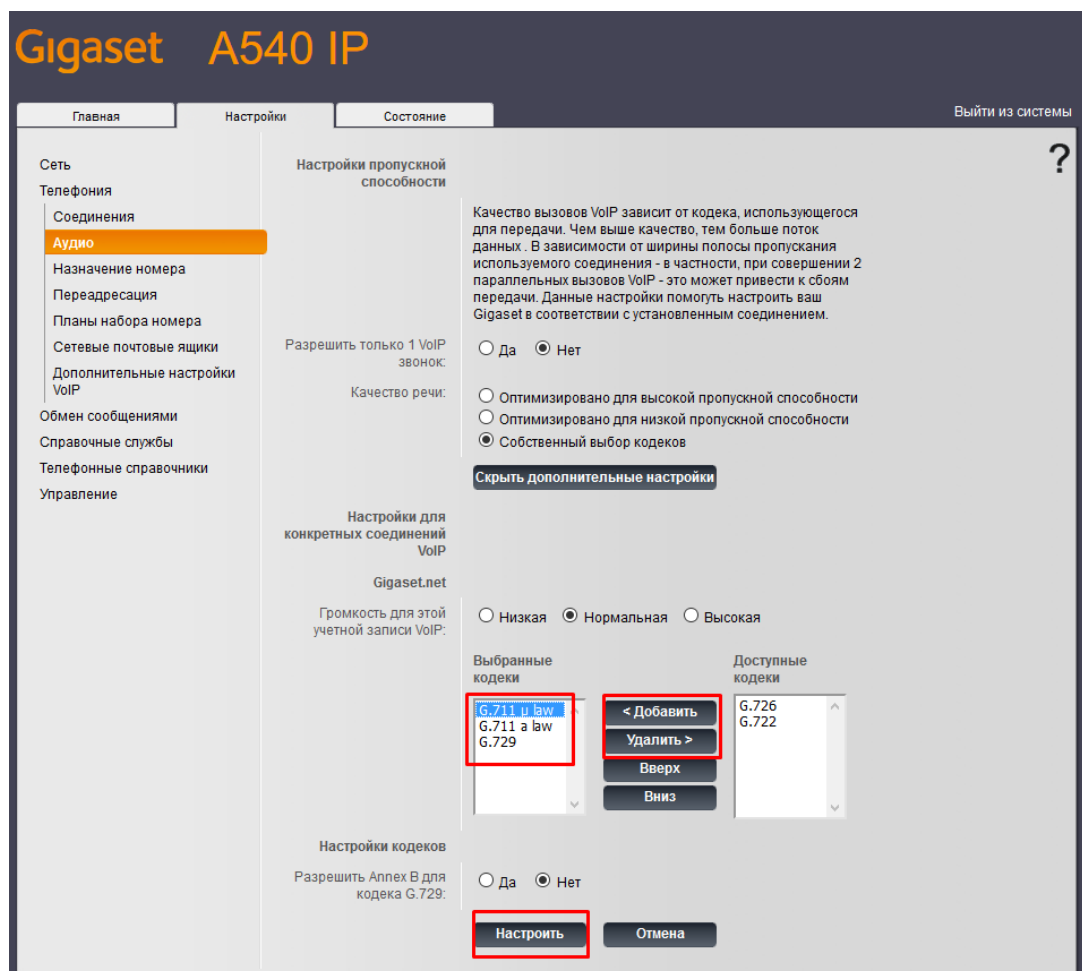 Gigaset A540 IP
Главная
Настройки
Состояние
Выйти из системы
?
Сеть
Телефония
Соединения
Аудио
Назначение номера
Переадресация
Планы набора номера
Сетевые почтовые ящики
Дополнительные настройки
VoIP
Обмен сообщениями
Справочные службы
Телефонные справочники
Управление
Настройки пропускной
способности
Качество вызовов VoIP зависит от кодека, использующегося
для передачи. Чем выше качество, тем больше поток
данных . В зависимости от ширины полосы пропускания
используемого соединения - в частности, при совершении 2
параллельных вызовов VoIP - это может привести к сбоям
передачи. Данные настройки помогуть настроить ваш
Gigaset в соответствии с установленным соединением.
Разрешить только 1 VoIP
звонок:
Да Нет
Качество речи:
Оптимизировано для высокой пропускной способности
Оптимизировано для низкой пропускной способности
Собственный выбор кодеков
Скрыть дополнительные настройки
Настройки для
конкретных соединений
VoIP
Gigaset.net
Громкость для этой
учетной записи VoIP:
Низкая Нормальная Высокая
Выбранные
кодеки
G.711 µ law
G.711 a law
G.729
< Добавить
Удалить >
Вверх
Вниз
Доступные
кодеки
G.726
G.722
Настройки кодеков
Разрешить Annex B для
кодека G.729:
Да Нет
Настроить
Отмена